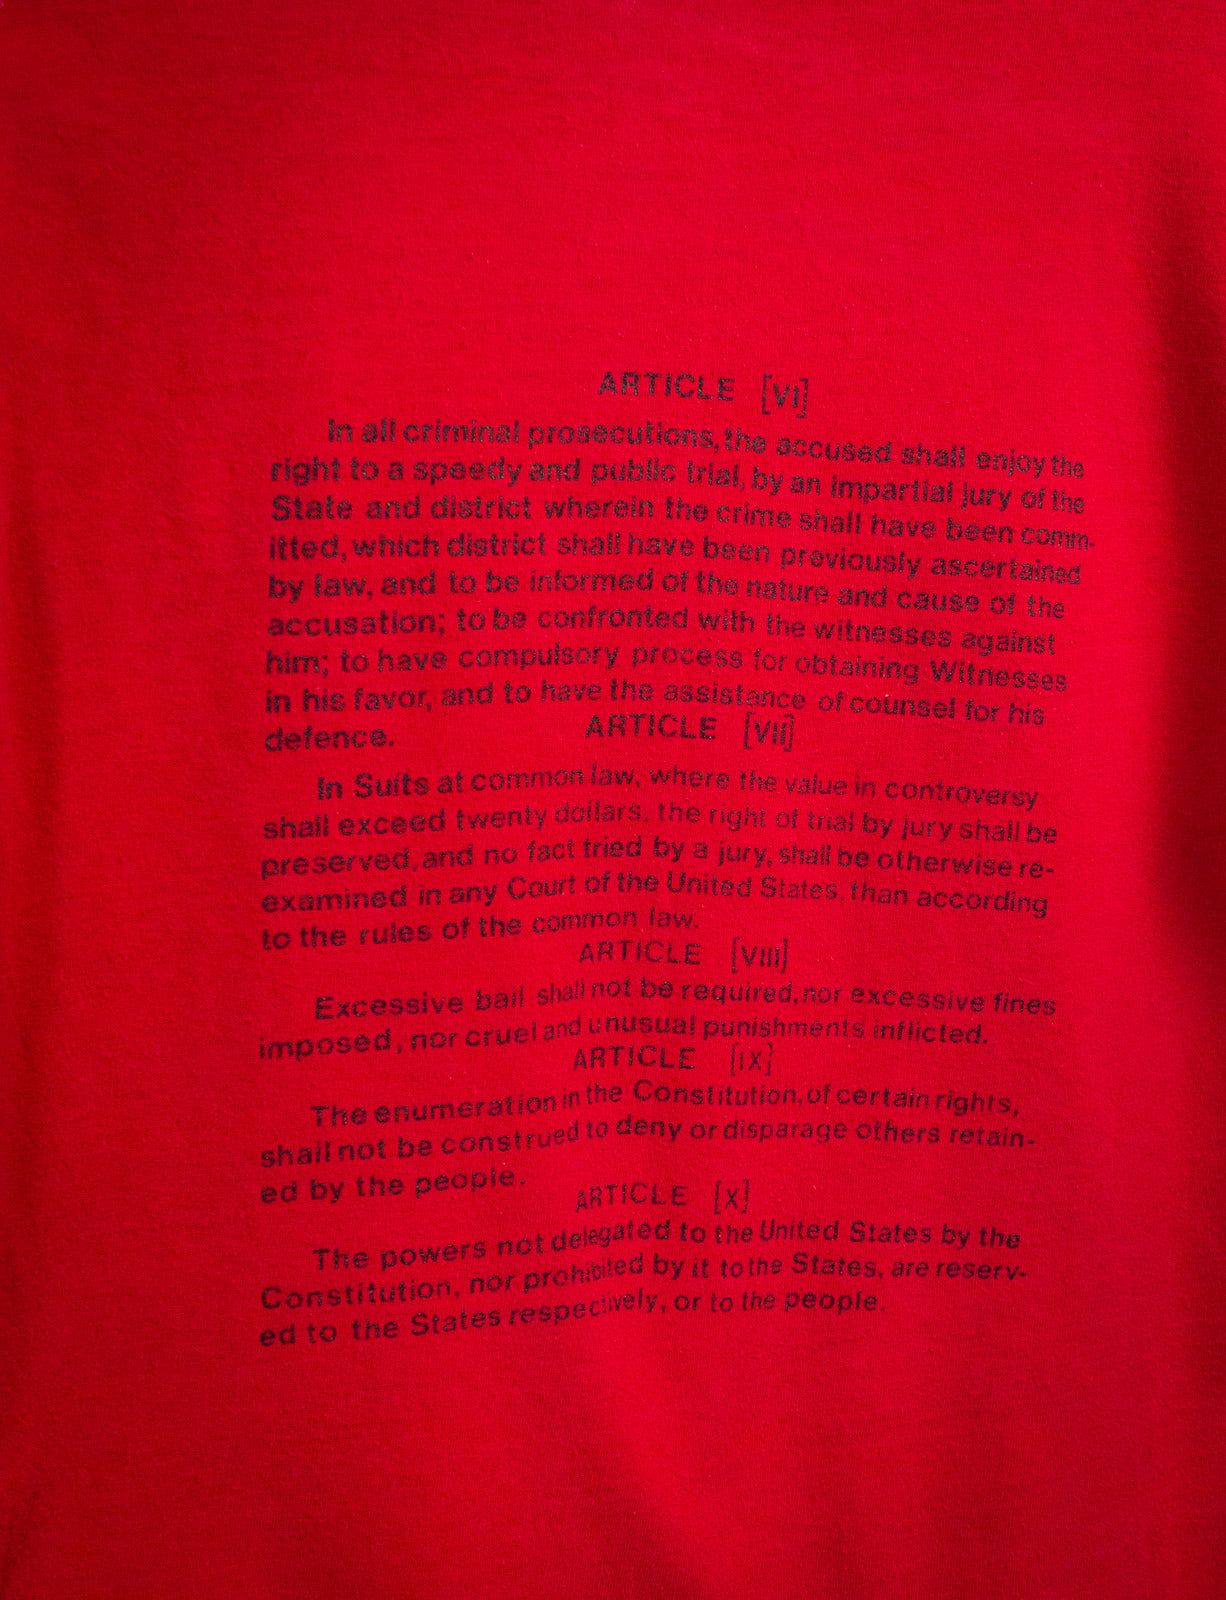 ARTICLE [VI]
In all criminal prosecutions, the accused shall enjoy the
right to a speedy and public trial, by an impartial jury of the
State and district wherein the crime shall have been comm-
itted, which district shall have been previously ascertained
by law, and to be informed of the nature and cause of the
accusation; to be confronted with the witnesses against
him; to have compulsory process for obtaining Witnesses
in his favor, and to have the assistance of counsel for his
defence.
ARTICLE [VII]
In Suits at common law, where the value in controversy
shall exceed twenty dollars, the right of trial by jury shall be
preserved, and no fact tried by a jury, shall be otherwise re-
examined in any Court of the United States, than according
to the rules of the common law.
ARTICLE [VIII]
Excessive bail shall not be required, nor excessive fines
imposed, nor cruel and unusual punishments inflicted.
ARTICLE [IX]
The enumeration in the Constitution, of certain rights,
shall not be construed to deny or disparage others retain-
ed by the people.
ARTICLE [X]
The powers not delegated to the United States by the
Constitution, nor prohibited by it to the States, are reserv-
ed to the States respectively, or to the people.